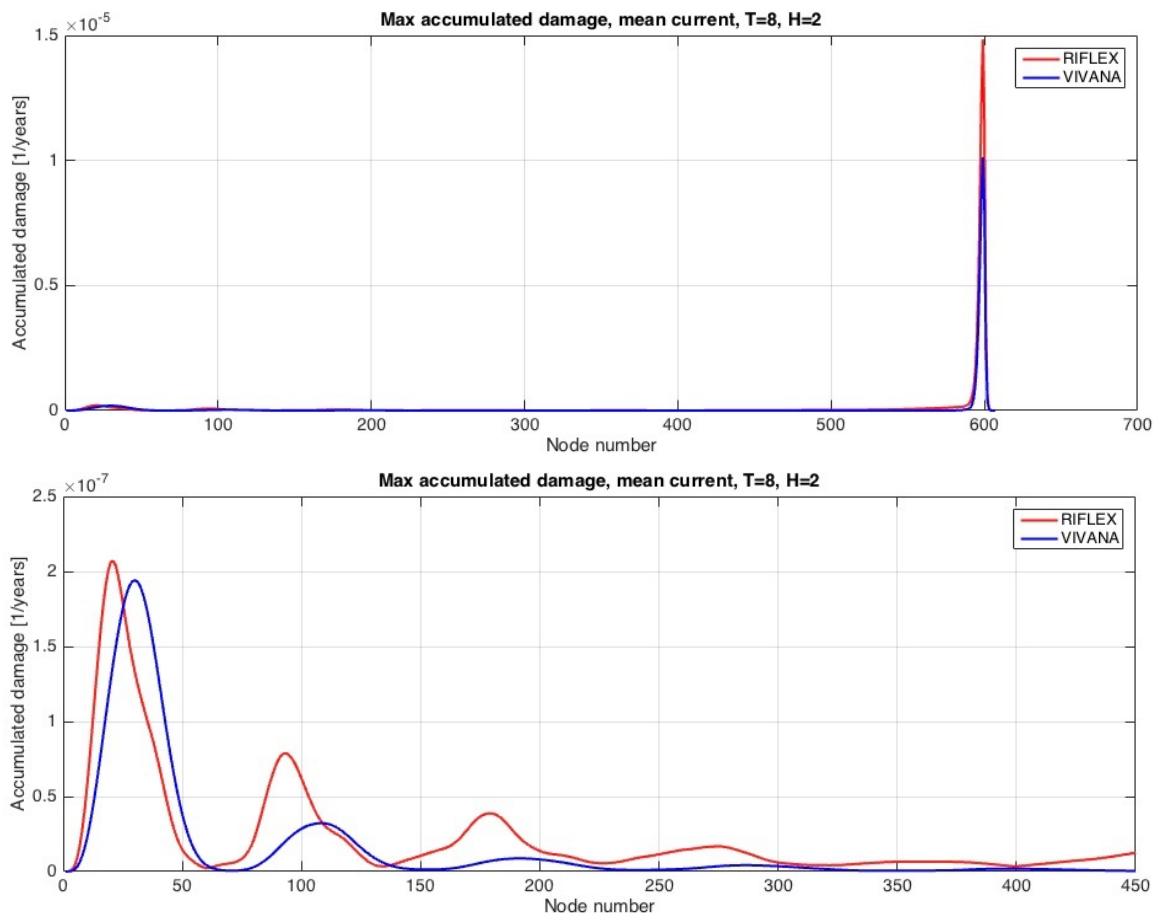 Max accumulated damage, mean current, T=8, H=2
×10⁻⁵
1.5
1
0.5
0
Accumulated damage [1/years]
RIFLEX
VIVANA
0 100 200 300 400 500 600 700
Node number
Max accumulated damage, mean current, T=8, H=2
×10⁻⁷
2.5
2
1.5
1
0.5
0
Accumulated damage [1/years]
RIFLEX
VIVANA
0 50 100 150 200 250 300 350 400 450
Node number